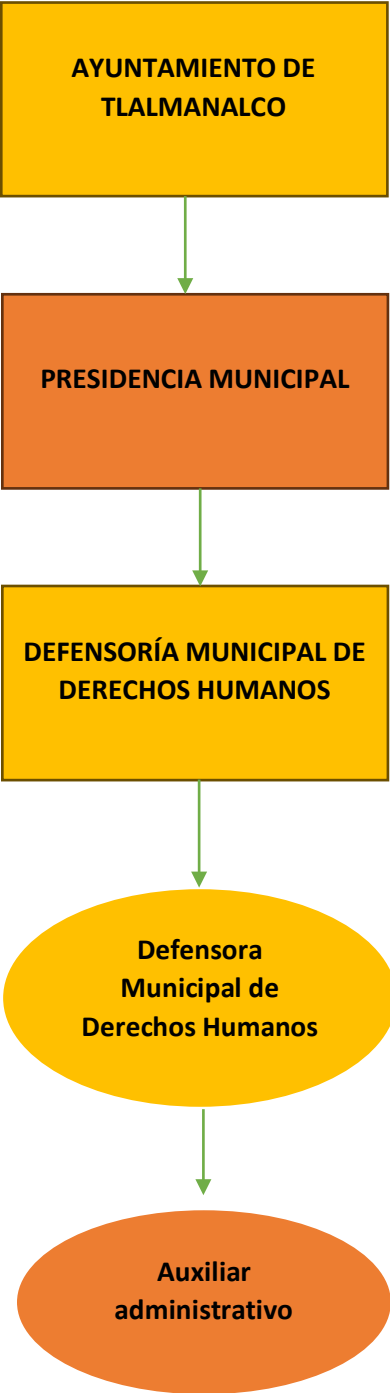 AYUNTAMIENTO DE
TLALMANALCO
PRESIDENCIA MUNICIPAL
DEFENSORÍA MUNICIPAL DE
DERECHOS HUMANOS
Defensora
Municipal de
Derechos Humanos
Auxiliar
administrativo